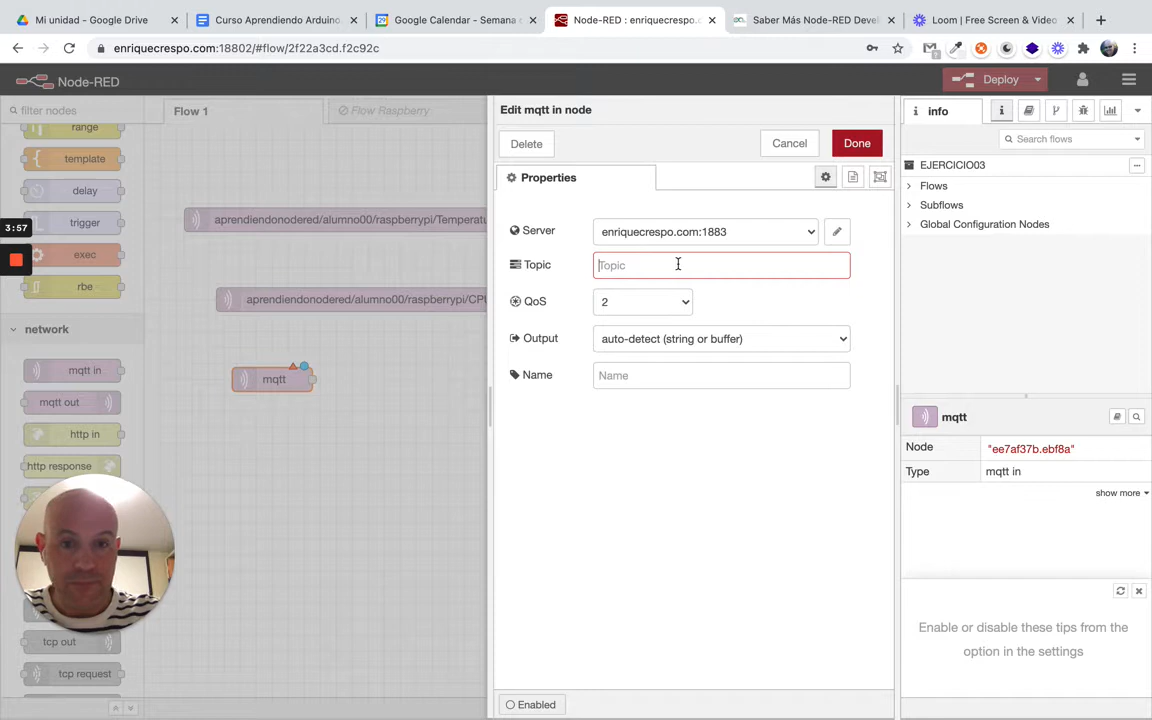 Mi unidad - Google Drive
Curso Aprendiendo Arduino,
Google Calendar - Semana
Node-RED : enriquecrespo.
Saber Más Node-RED Devel
Loom | Free Screen & Video
enriquecrespo.com:18802/#flow/2f22a3cd.f2c92c
Node-RED
Deploy
filter nodes
Flow 1
Flow Raspberry
Edit mqtt in node
info
Search flows
Delete
Cancel
Done
Properties
EJERCICIO03
Flows
Subflows
Global Configuration Nodes
range
template
delay
trigger
exec
rbe
3:57
network
mqtt in
mqtt out
http in
http response
tcp out
tcp request
aprendiendonodered/alumno00/raspberrypi/Temperatu
aprendiendonodered/alumno00/raspberrypi/CPU
mqtt
Server
enriquecrespo.com:1883
Topic
Topic
QoS
2
Output
auto-detect (string or buffer)
Name
Name
Enabled
mqtt
Node
"ee7af37b.ebf8a"
Type
mqtt in
show more
Enable or disable these tips from the
option in the settings